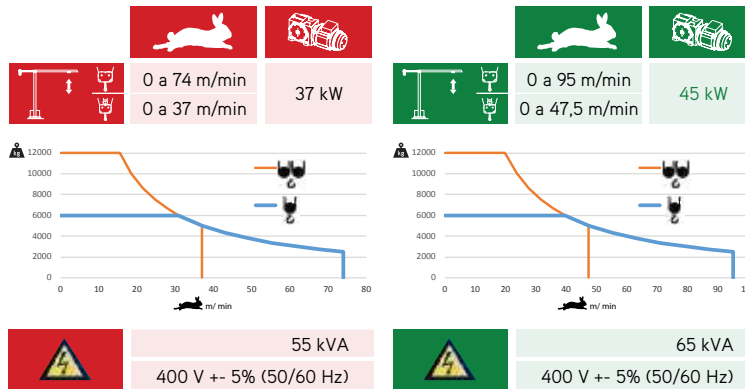 0 a 74 m/min
0 a 37 m/min
37 kW
0 a 95 m/min
0 a 47,5 m/min
45 kW
kg
12000
10000
8000
6000
4000
2000
0
0 10 20 30 40 50 60 70 80
m/ min
kg
12000
10000
8000
6000
4000
2000
0
0 10 20 30 40 50 60 70 80 90
m/ min
55 kVA
400 V +- 5% (50/60 Hz)
65 kVA
400 V +- 5% (50/60 Hz)